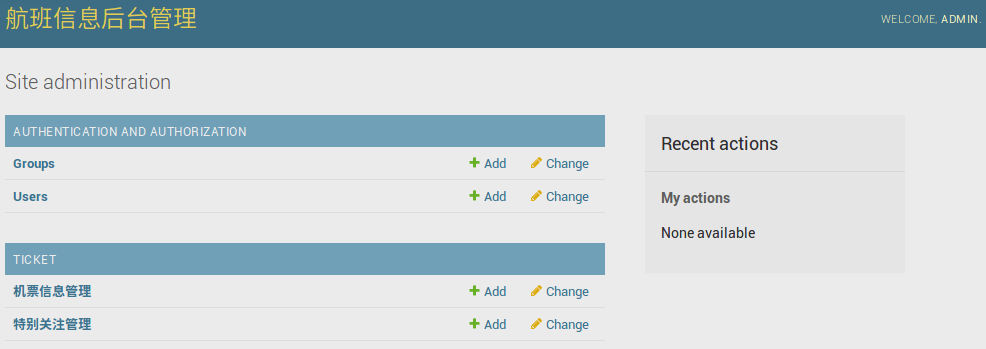 航班信息后台管理
WELCOME, ADMIN.
Site administration
AUTHENTICATION AND AUTHORIZATION
Groups Add Change
Users Add Change
TICKET
机票信息管理 Add Change
特别关注管理 Add Change
Recent actions
My actions
None available